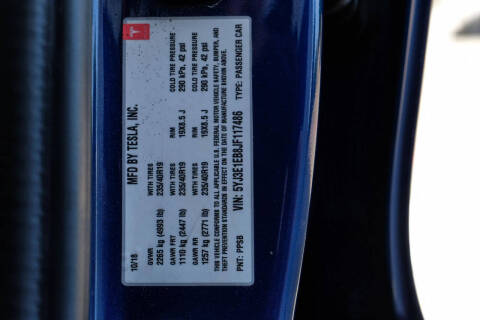 MFD BY TESLA, INC.
10/18
GVWR WITH TIRES RIM COLD TIRE PRESSURE
2265 kg (4993 lb) 235/40R19 19X8.5 J 290 kPa, 42 psi
GAWR FRT WITH TIRES RIM COLD TIRE PRESSURE
1110 kg (2447 lb) 235/40R19 19X8.5 J 290 kPa, 42 psi
GAWR RR
1257 kg (2771 lb)
THIS VEHICLE CONFORMS TO ALL APPLICABLE U.S. FEDERAL MOTOR VEHICLE SAFETY, BUMPER, AND
THEFT PREVENTION STANDARDS IN EFFECT ON THE DATE OF MANUFACTURE SHOWN ABOVE.
VIN: 5YJ3E1EB8JF117486 TYPE: PASSENGER CAR
PNT: PPSB